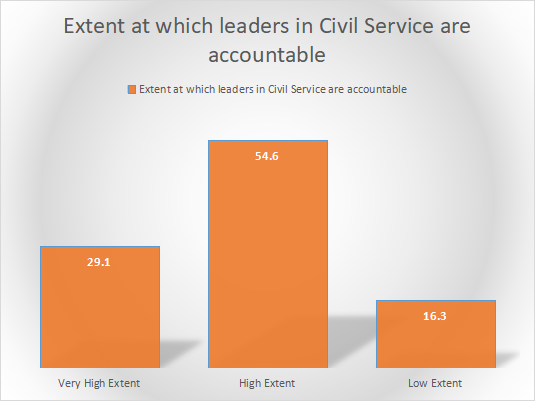 Extent at which leaders in Civil Service are
accountable
Extent at which leaders in Civil Service are accountable
54.6
29.1
16.3
Very High Extent
High Extent
Low Extent